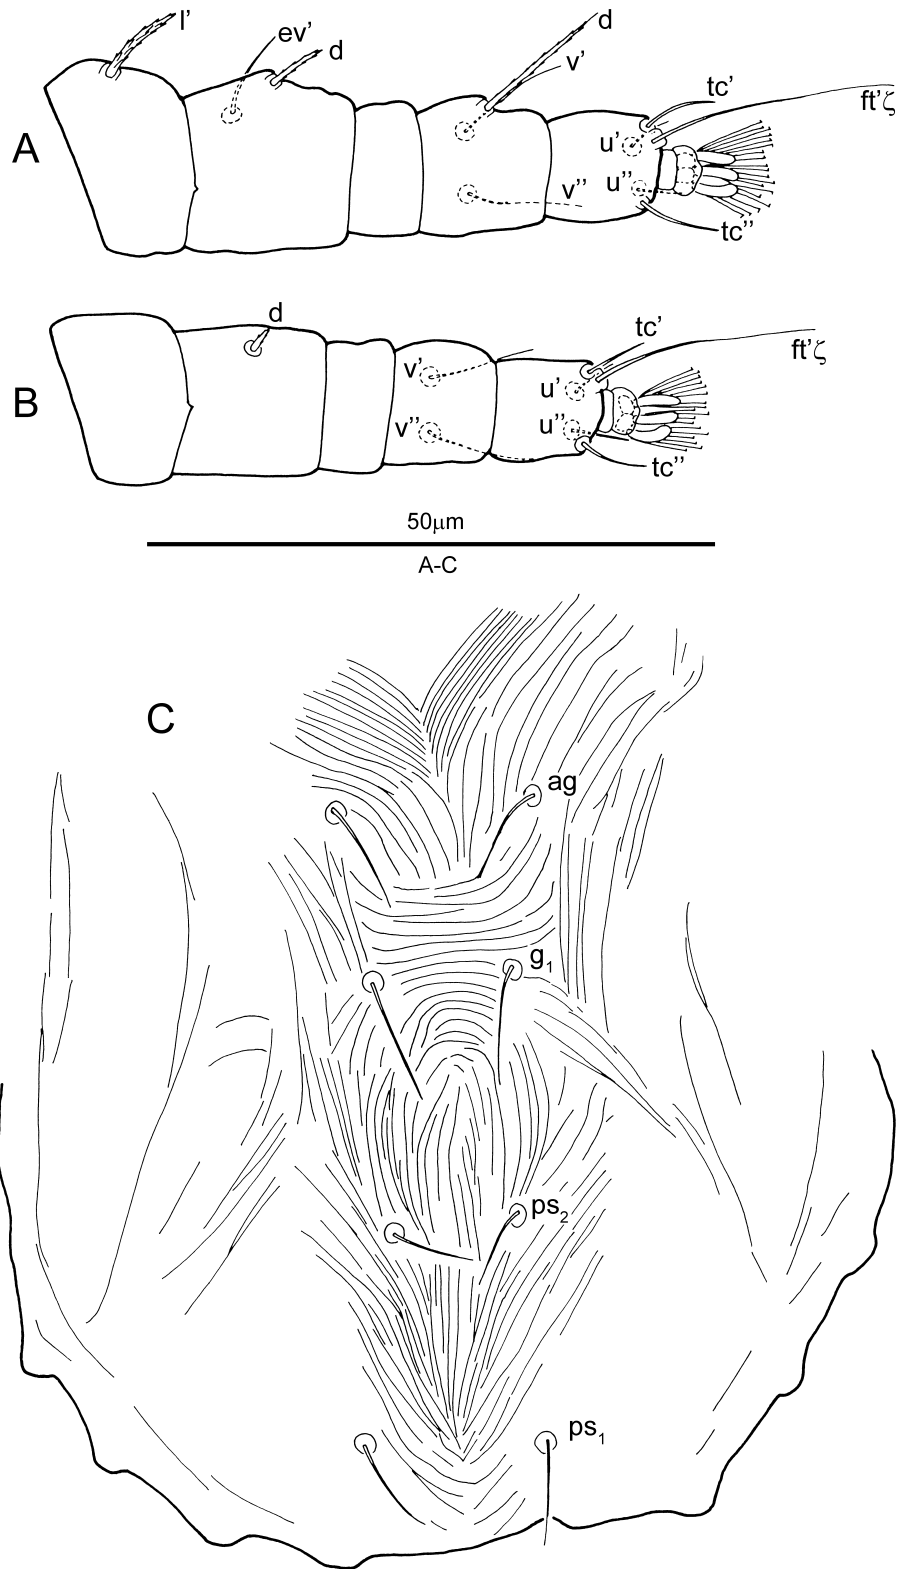 l’
ev’
d
d
v’
tc’
ft’ζ
A
u’
u’’
v’’
tc’’
d
tc’
ft’ζ
B
v’
u’
v’’
u’’
tc’’
50μm
A-C
C
ag
g₁
ps₂
ps₁